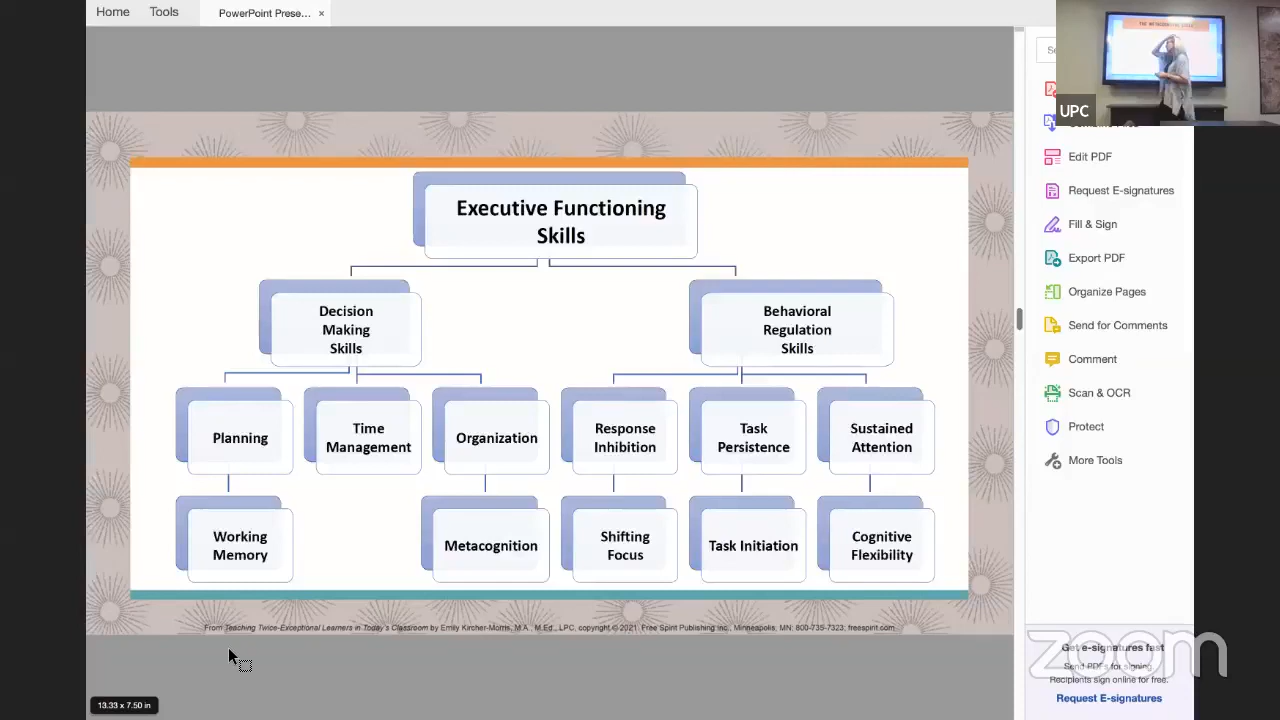 Home
Tools
PowerPoint Prese...
×
Se
UPC
Executive Functioning
Skills
Decision
Making
Skills
Behavioral
Regulation
Skills
Planning
Time
Management
Organization
Response
Inhibition
Task
Persistence
Sustained
Attention
Working
Memory
Metacognition
Shifting
Focus
Task Initiation
Cognitive
Flexibility
From Teaching Twice-Exceptional Learners in Today's Classroom by Emily Kircher-Morris, M.A., M.Ed., LPC, copyright © 2021. Free Spirit Publishing Inc., Minneapolis, MN; 800-735-7323; freespirit.com
13.33 x 7.50 in
Edit PDF
Request E-signatures
Fill & Sign
Export PDF
Organize Pages
Send for Comments
Comment
Scan & OCR
Protect
More Tools
Get e-signatures fast
Send PDFs for signing.
Recipients sign online for free.
Request E-signatures
zoom